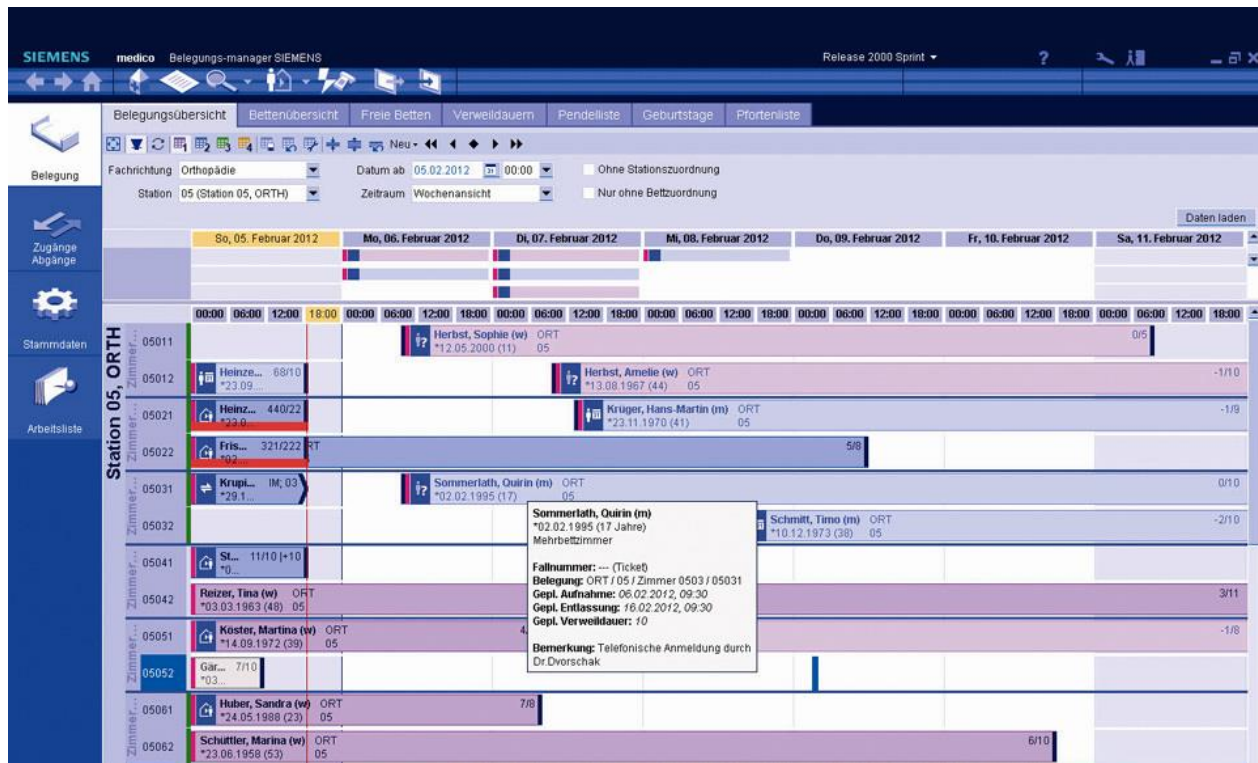 SIEMENS medico Belegungs-manager SIEMENS Release 2000 Sprint ?
Belegungsübersicht Bettenübersicht Freie Betten Verweildauern Pendelliste Geburtstage Pfortenliste
Neu
Belegung
Fachrichtung Orthopädie Datum ab 05.02.2012 00:00 Ohne Stationszuordnung
Station 05 (Station 05, ORTH) Zeitraum Wochenansicht Nur ohne Bettzuordnung
Daten laden
Zugänge
Abgänge
Stammdaten
Arbeitsliste
So, 05. Februar 2012 Mo, 06. Februar 2012 Di, 07. Februar 2012 Mi, 08. Februar 2012 Do, 09. Februar 2012 Fr, 10. Februar 2012 Sa, 11. Februar 2012
00:00 06:00 12:00 18:00 00:00 06:00 12:00 18:00 00:00 06:00 12:00 18:00 00:00 06:00 12:00 18:00 00:00 06:00 12:00 18:00 00:00 06:00 12:00 18:00 00:00 06:00 12:00 18:00
Station 05, ORTH
Zimmer...
05011 Herbst, Sophie (w) ORT 0/5
*12.05.2000 (11) 05
05012 Heinze... 68/10 Herbst, Amelie (w) ORT -1/10
*23.09.... *13.08.1967 (44) 05
Zimmer...
05021 Heinz... 440/22 Krüger, Hans-Martin (m) ORT -1/9
*23.0... *23.11.1970 (41) 05
05022 Fris... 321/222 RT 5/8
*02....
Zimmer...
05031 Krupi... IM; 03 Sommerlath, Quirin (m) ORT 0/10
*29.1... *02.02.1995 (17) 05
05032 Schmitt, Timo (m) ORT -2/10
*10.12.1973 (38) 05
Sommerlath, Quirin (m)
*02.02.1995 (17 Jahre)
Mehrbettzimmer
Fallnummer: --- (Ticket)
Belegung: ORT / 05 / Zimmer 0503 / 05031
Gepl. Aufnahme: 06.02.2012, 09:30
Gepl. Entlassung: 16.02.2012, 09:30
Gepl. Verweildauer: 10
Bemerkung: Telefonische Anmeldung durch
Dr.Dvorschak
Zimmer...
05041 St... 11/10 |+10
*0...
05042 Reizer, Tina (w) ORT 3/11
*03.03.1963 (48) 05
Zimmer...
05051 Köster, Martina (w) ORT -1/8
*14.09.1972 (39) 05
05052 Gär... 7/10
*03...
Zimmer...
05061 Huber, Sandra (w) ORT 7/8
*24.05.1988 (23) 05
05062 Schüttler, Marina (w) ORT 6/10
*23.06.1958 (53) 05